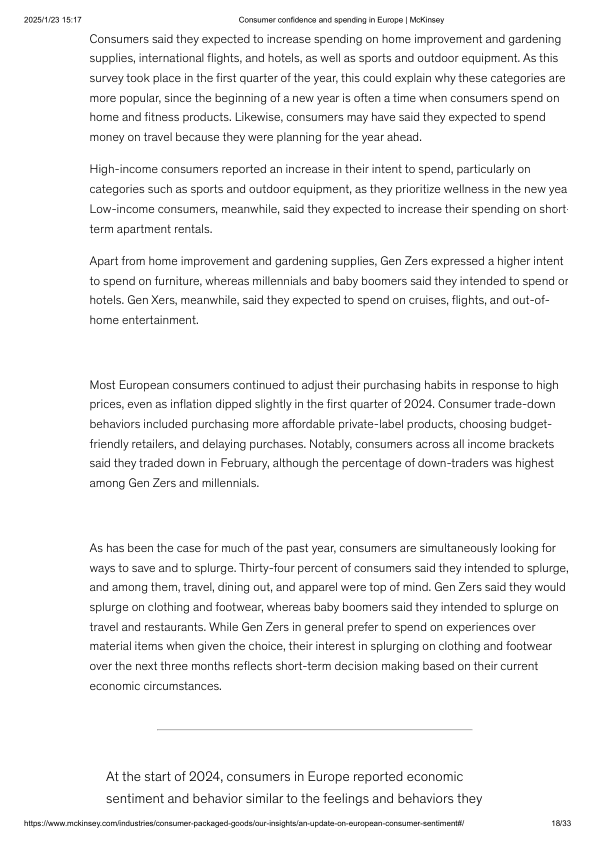 2025/1/23 15:17 Consumer confidence and spending in Europe | McKinsey
Consumers said they expected to increase spending on home improvement and gardening
supplies, international flights, and hotels, as well as sports and outdoor equipment. As this
survey took place in the first quarter of the year, this could explain why these categories are
more popular, since the beginning of a new year is often a time when consumers spend on
home and fitness products. Likewise, consumers may have said they expected to spend
money on travel because they were planning for the year ahead.
High-income consumers reported an increase in their intent to spend, particularly on
categories such as sports and outdoor equipment, as they prioritize wellness in the new yea
Low-income consumers, meanwhile, said they expected to increase their spending on short-
term apartment rentals.
Apart from home improvement and gardening supplies, Gen Zers expressed a higher intent
to spend on furniture, whereas millennials and baby boomers said they intended to spend or
hotels. Gen Xers, meanwhile, said they expected to spend on cruises, flights, and out-of-
home entertainment.
Most European consumers continued to adjust their purchasing habits in response to high
prices, even as inflation dipped slightly in the first quarter of 2024. Consumer trade-down
behaviors included purchasing more affordable private-label products, choosing budget-
friendly retailers, and delaying purchases. Notably, consumers across all income brackets
said they traded down in February, although the percentage of down-traders was highest
among Gen Zers and millennials.
As has been the case for much of the past year, consumers are simultaneously looking for
ways to save and to splurge. Thirty-four percent of consumers said they intended to splurge,
and among them, travel, dining out, and apparel were top of mind. Gen Zers said they would
splurge on clothing and footwear, whereas baby boomers said they intended to splurge on
travel and restaurants. While Gen Zers in general prefer to spend on experiences over
material items when given the choice, their interest in splurging on clothing and footwear
over the next three months reflects short-term decision making based on their current
economic circumstances.
At the start of 2024, consumers in Europe reported economic
sentiment and behavior similar to the feelings and behaviors they
https://www.mckinsey.com/industries/consumer-packaged-goods/our-insights/an-update-on-european-consumer-sentiment#/ 18/33